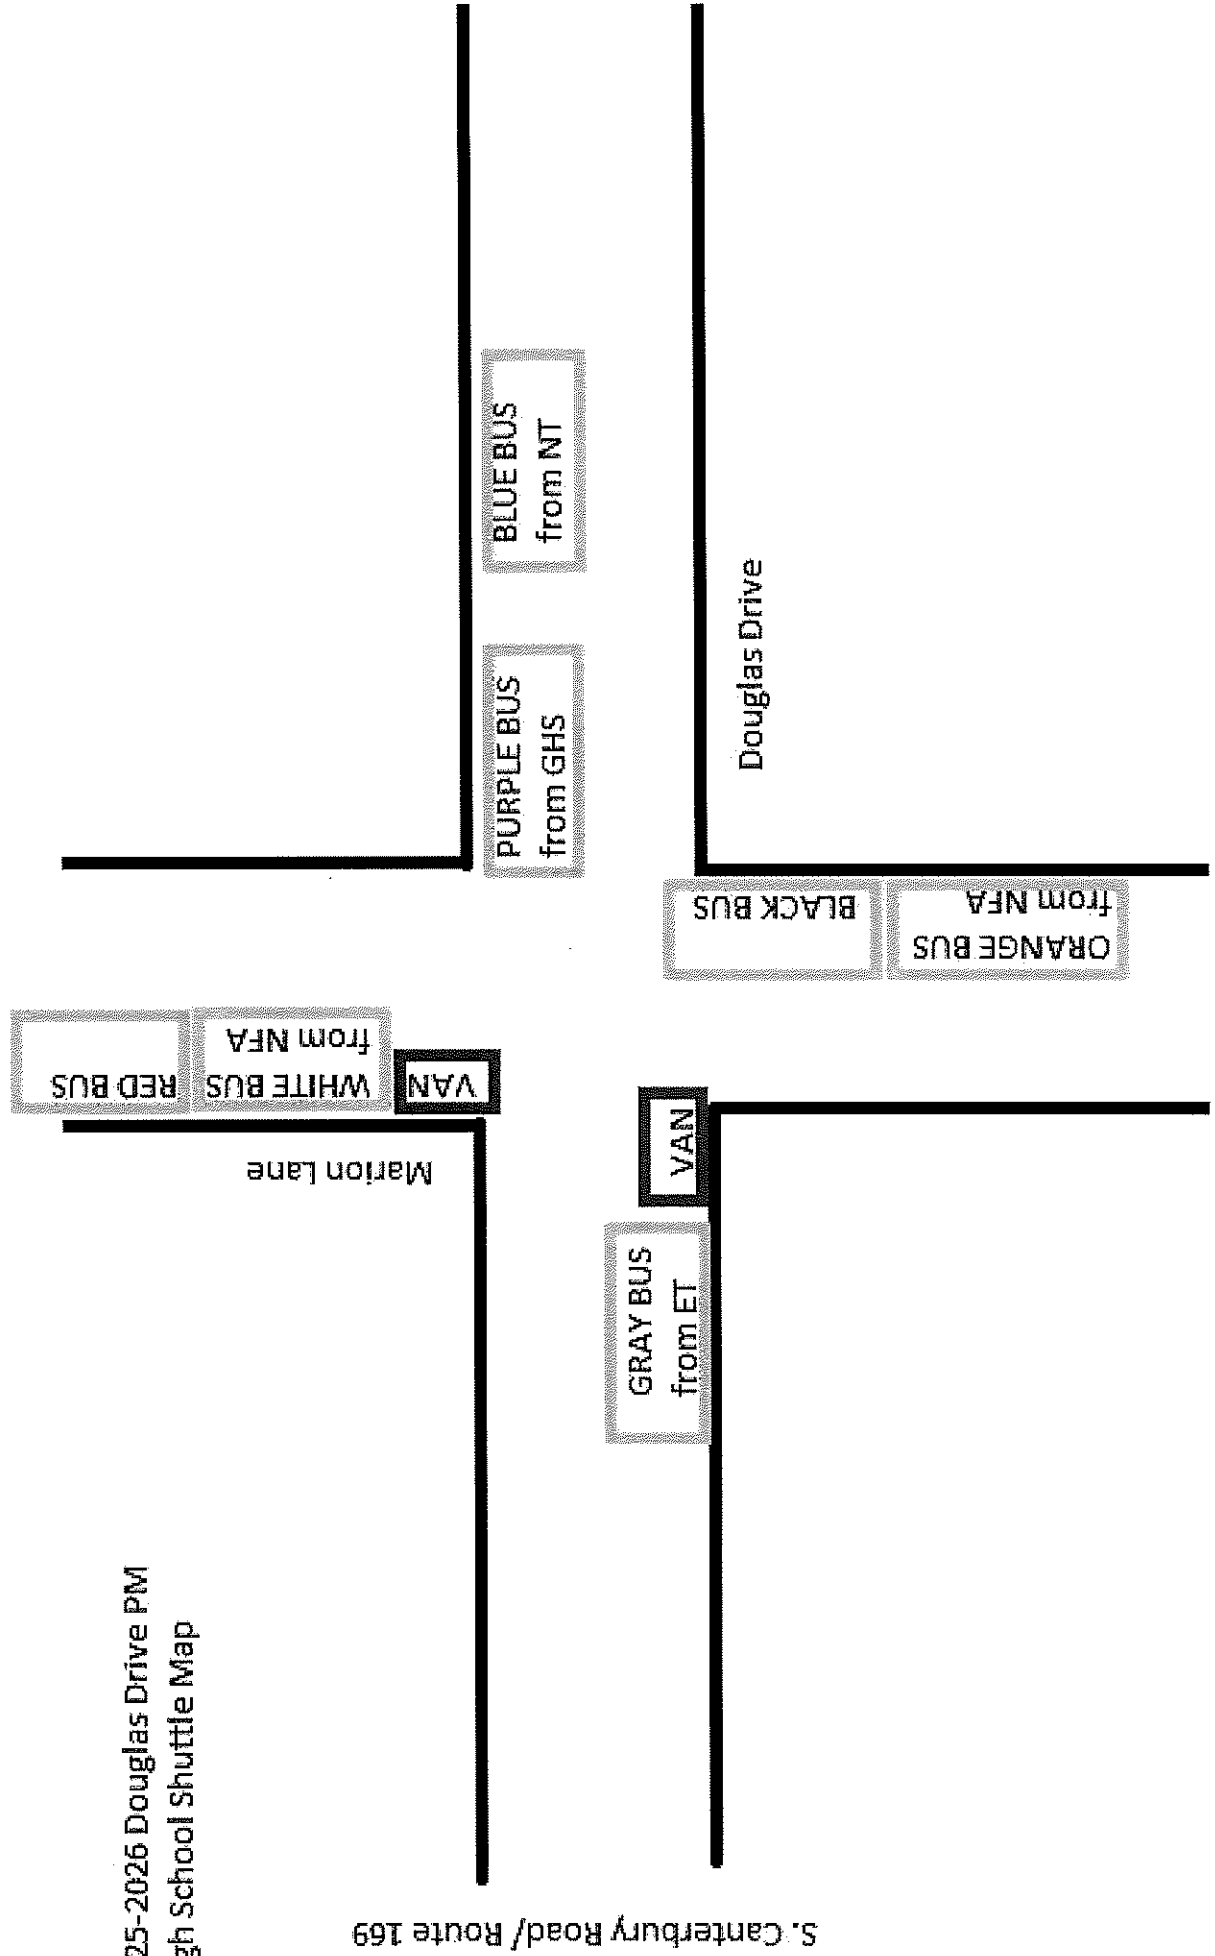 25-2026 Douglas Drive PM
gh School Shuttle Map
S. Canterbury Road/ Route 169
Marion Lane
RED BUS
WHITE BUS
from NFA
VAN
VAN
GRAY BUS
from ET
PURPLE BUS
from GHS
BLUE BUS
from NT
Douglas Drive
BLACK BUS
ORANGE BUS
from NFA